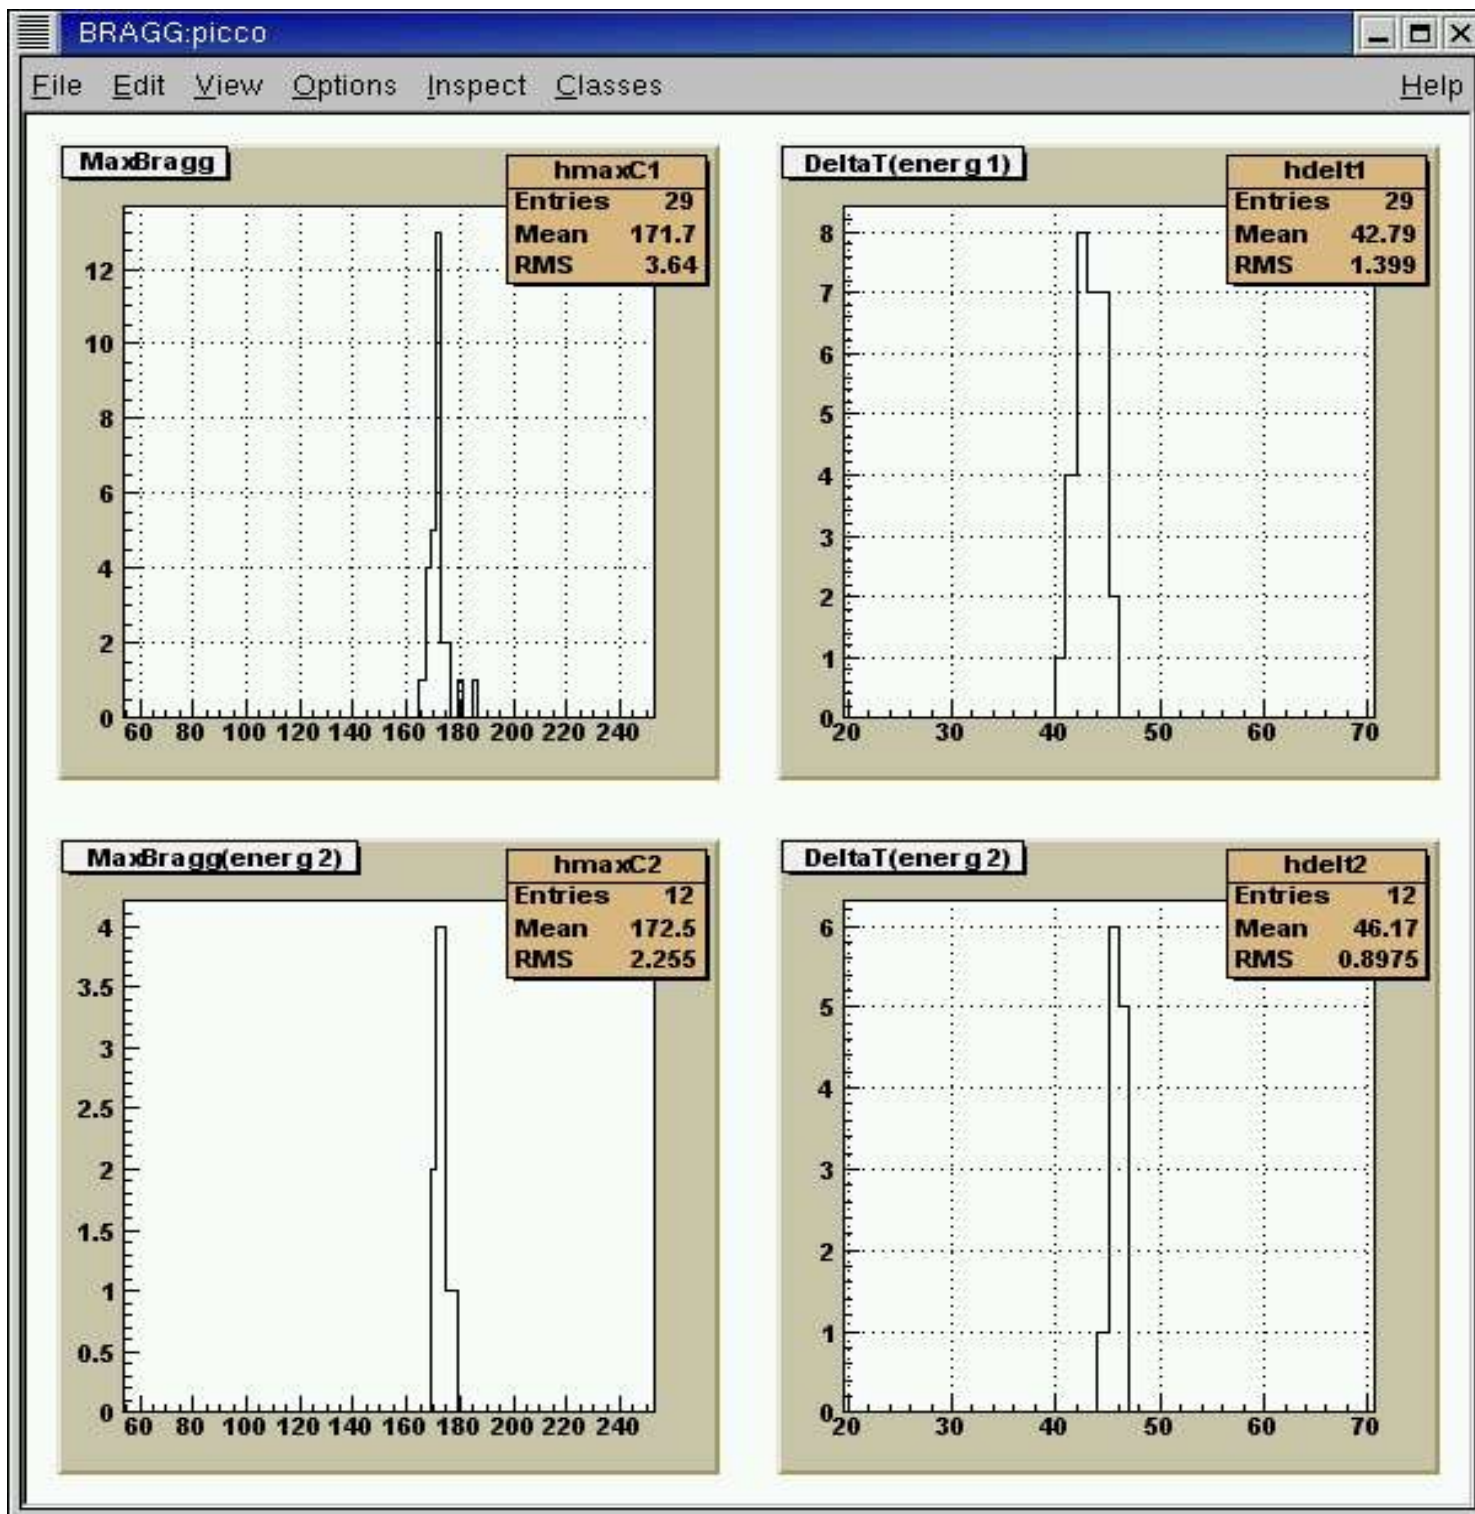 BRAGG:picco
File Edit View Options Inspect Classes Help
MaxBragg
hmaxC1
Entries 29
Mean 171.7
RMS 3.64
12
10
8
6
4
2
0
60 80 100 120 140 160 180 200 220 240
DeltaT(energ1)
hdelt1
Entries 29
Mean 42.79
RMS 1.399
8
7
6
5
4
3
2
1
0
20 30 40 50 60 70
MaxBragg(energ2)
hmaxC2
Entries 12
Mean 172.5
RMS 2.255
4
3.5
3
2.5
2
1.5
1
0.5
0
60 80 100 120 140 160 180 200 220 240
DeltaT(energ2)
hdelt2
Entries 12
Mean 46.17
RMS 0.8975
6
5
4
3
2
1
0
20 30 40 50 60 70